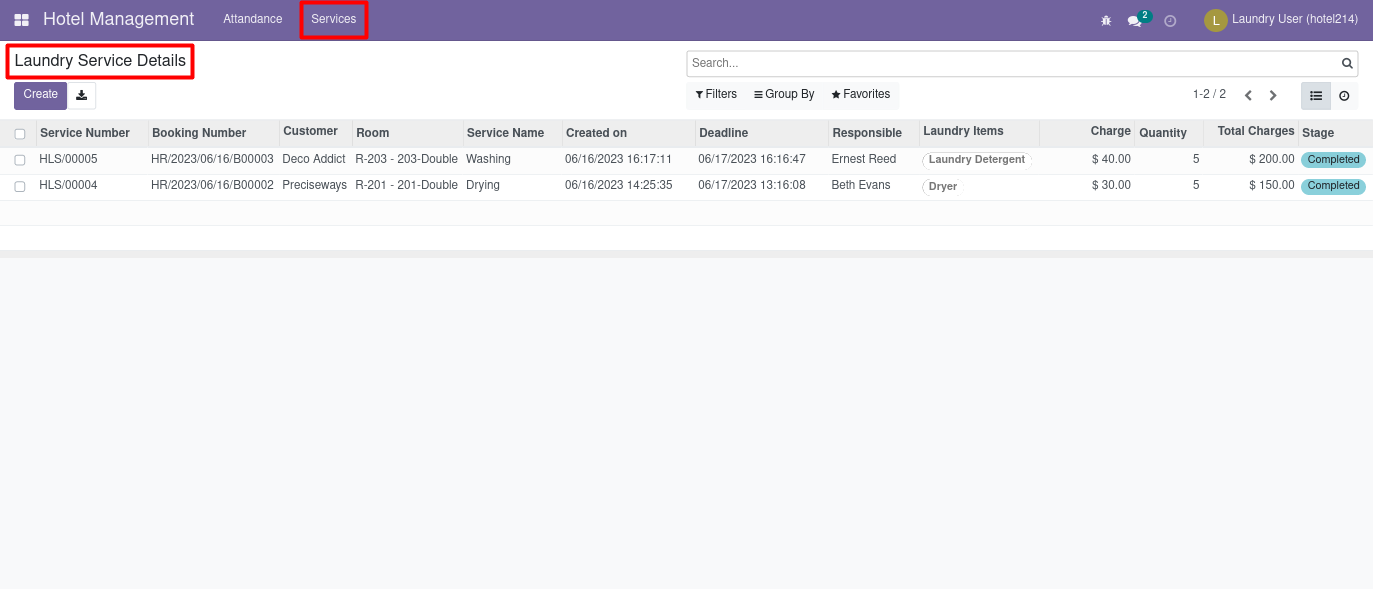 Hotel Management Attandance Services 2 L Laundry User (hotel214)
Laundry Service Details Search...
Create Filters Group By Favorites 1-2 / 2
Service Number Booking Number Customer Room Service Name Created on Deadline Responsible Laundry Items Charge Quantity Total Charges Stage
HLS/00005 HR/2023/06/16/B00003 Deco Addict R-203 - 203-Double Washing 06/16/2023 16:17:11 06/17/2023 16:16:47 Ernest Reed Laundry Detergent $ 40.00 5 $ 200.00 Completed
HLS/00004 HR/2023/06/16/B00002 Preciseways R-201 - 201-Double Drying 06/16/2023 14:25:35 06/17/2023 13:16:08 Beth Evans Dryer $ 30.00 5 $ 150.00 Completed